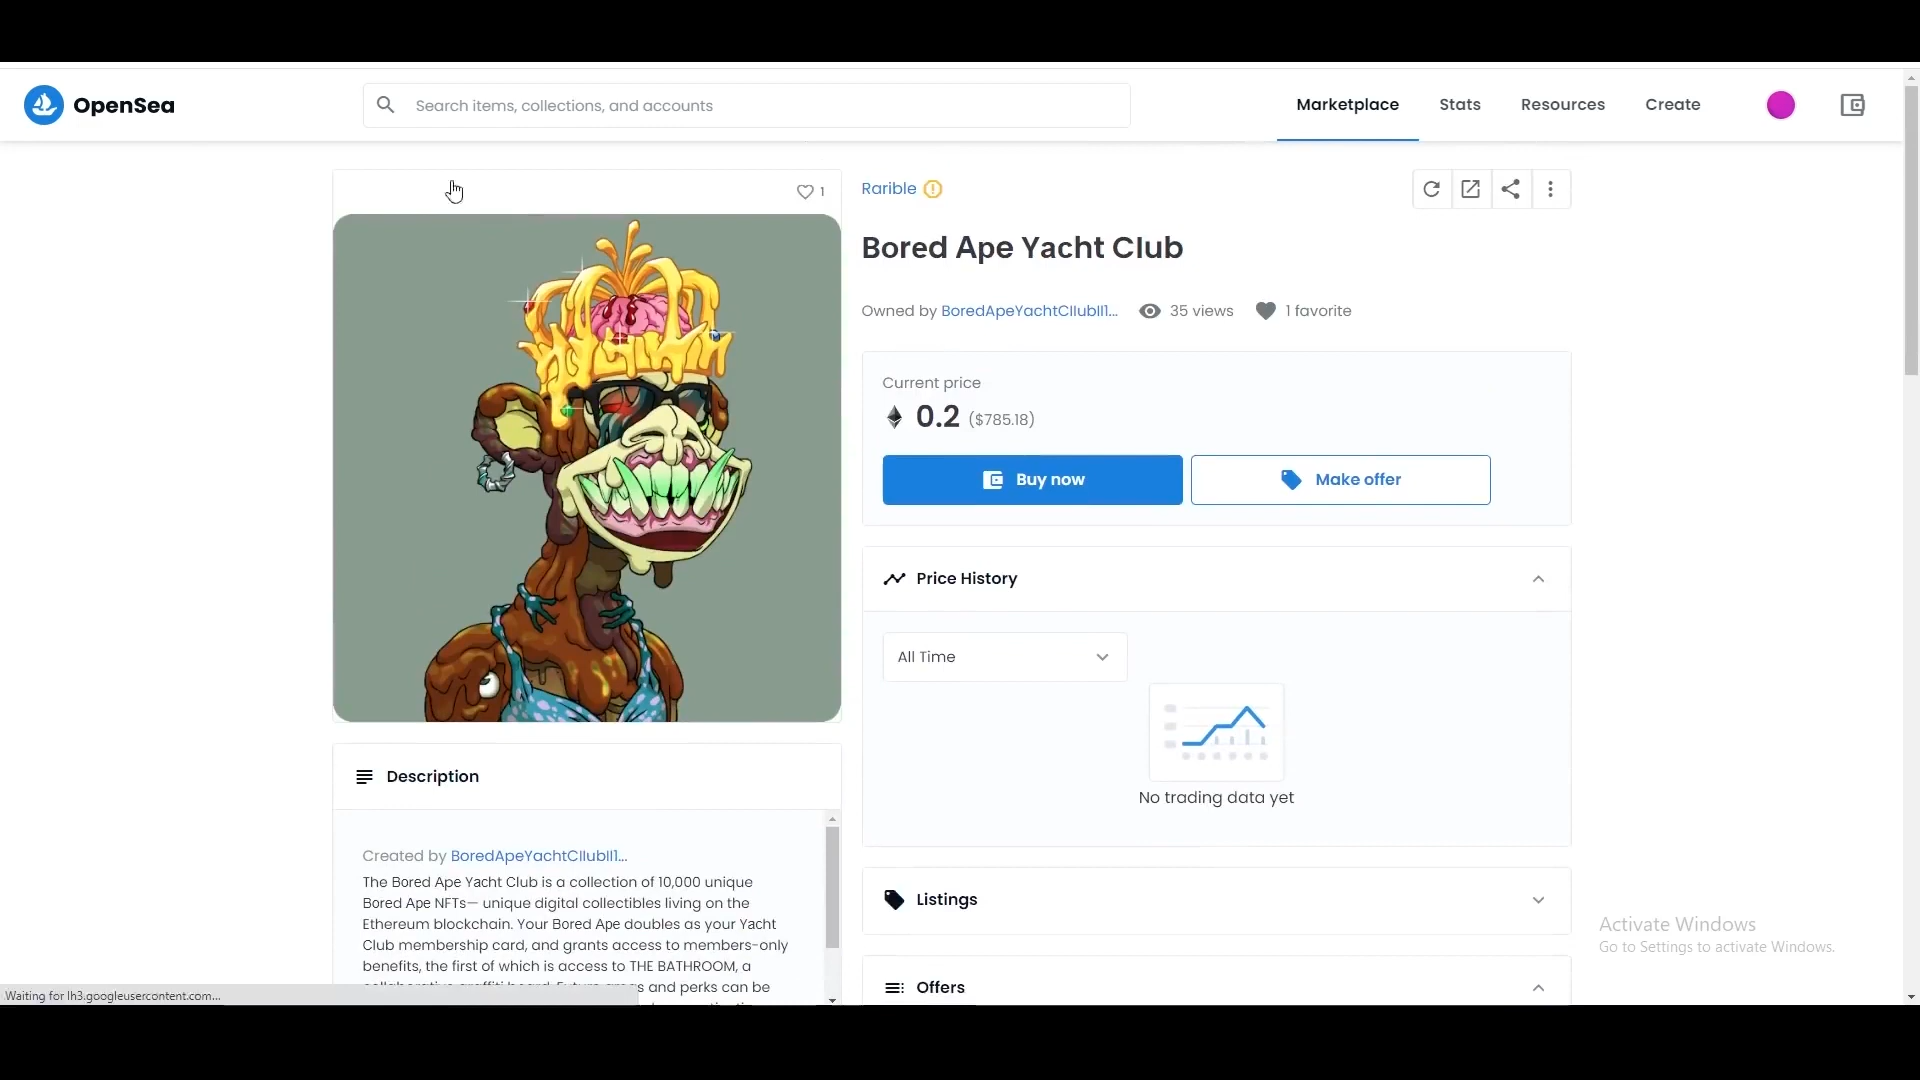 OpenSea
Search items, collections, and accounts
Marketplace
Stats
Resources
Create
1
Rarible
Bored Ape Yacht Club
Owned by BoredApeYachtCIIubII1...
35 views
1 favorite
Current price
0.2 ($785.18)
Buy now
Make offer
Price History
All Time
No trading data yet
Description
Created by BoredApeYachtCIIubII1...
The Bored Ape Yacht Club is a collection of 10,000 unique
Bored Ape NFTs— unique digital collectibles living on the
Ethereum blockchain. Your Bored Ape doubles as your Yacht
Club membership card, and grants access to members-only
benefits, the first of which is access to THE BATHROOM, a
and perks can be
Listings
Offers
Activate Windows
Go to Settings to activate Windows.
Waiting for lh3.googleusercontent.com...